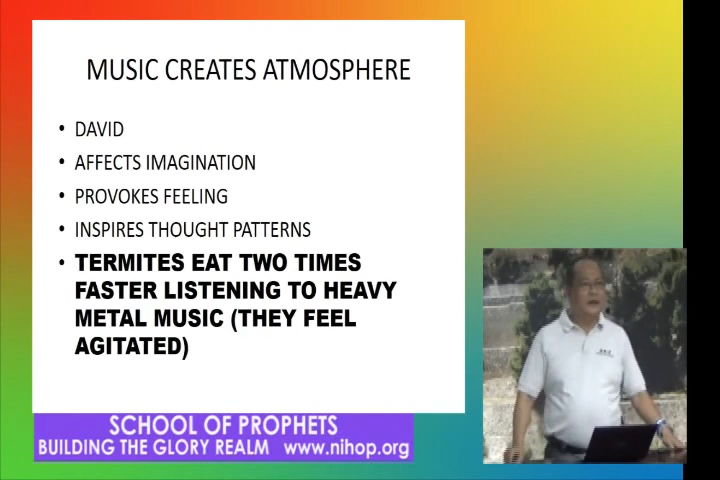 MUSIC CREATES ATMOSPHERE
• DAVID
• AFFECTS IMAGINATION
• PROVOKES FEELING
• INSPIRES THOUGHT PATTERNS
• TERMITES EAT TWO TIMES
FASTER LISTENING TO HEAVY
METAL MUSIC (THEY FEEL
AGITATED)
SCHOOL OF PROPHETS
BUILDING THE GLORY REALM www.nihop.org